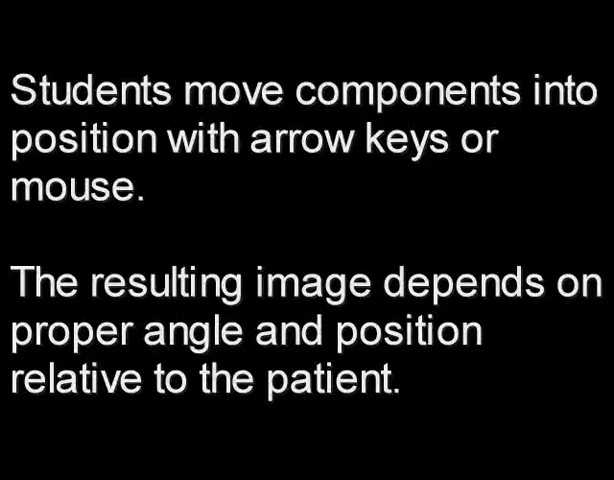 Students move components into
position with arrow keys or
mouse.
The resulting image depends on
proper angle and position
relative to the patient.